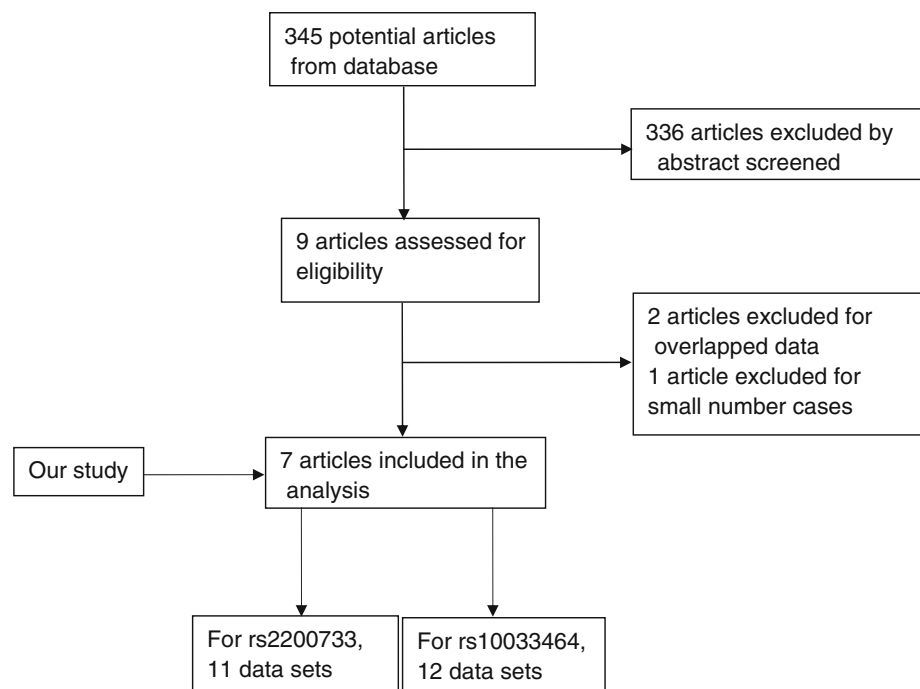 345 potential articles
from database
336 articles excluded by
abstract screened
9 articles assessed for
eligibility
2 articles excluded for
overlapped data
1 article excluded for
small number cases
Our study
7 articles included in the
analysis
For rs2200733,
11 data sets
For rs10033464,
12 data sets